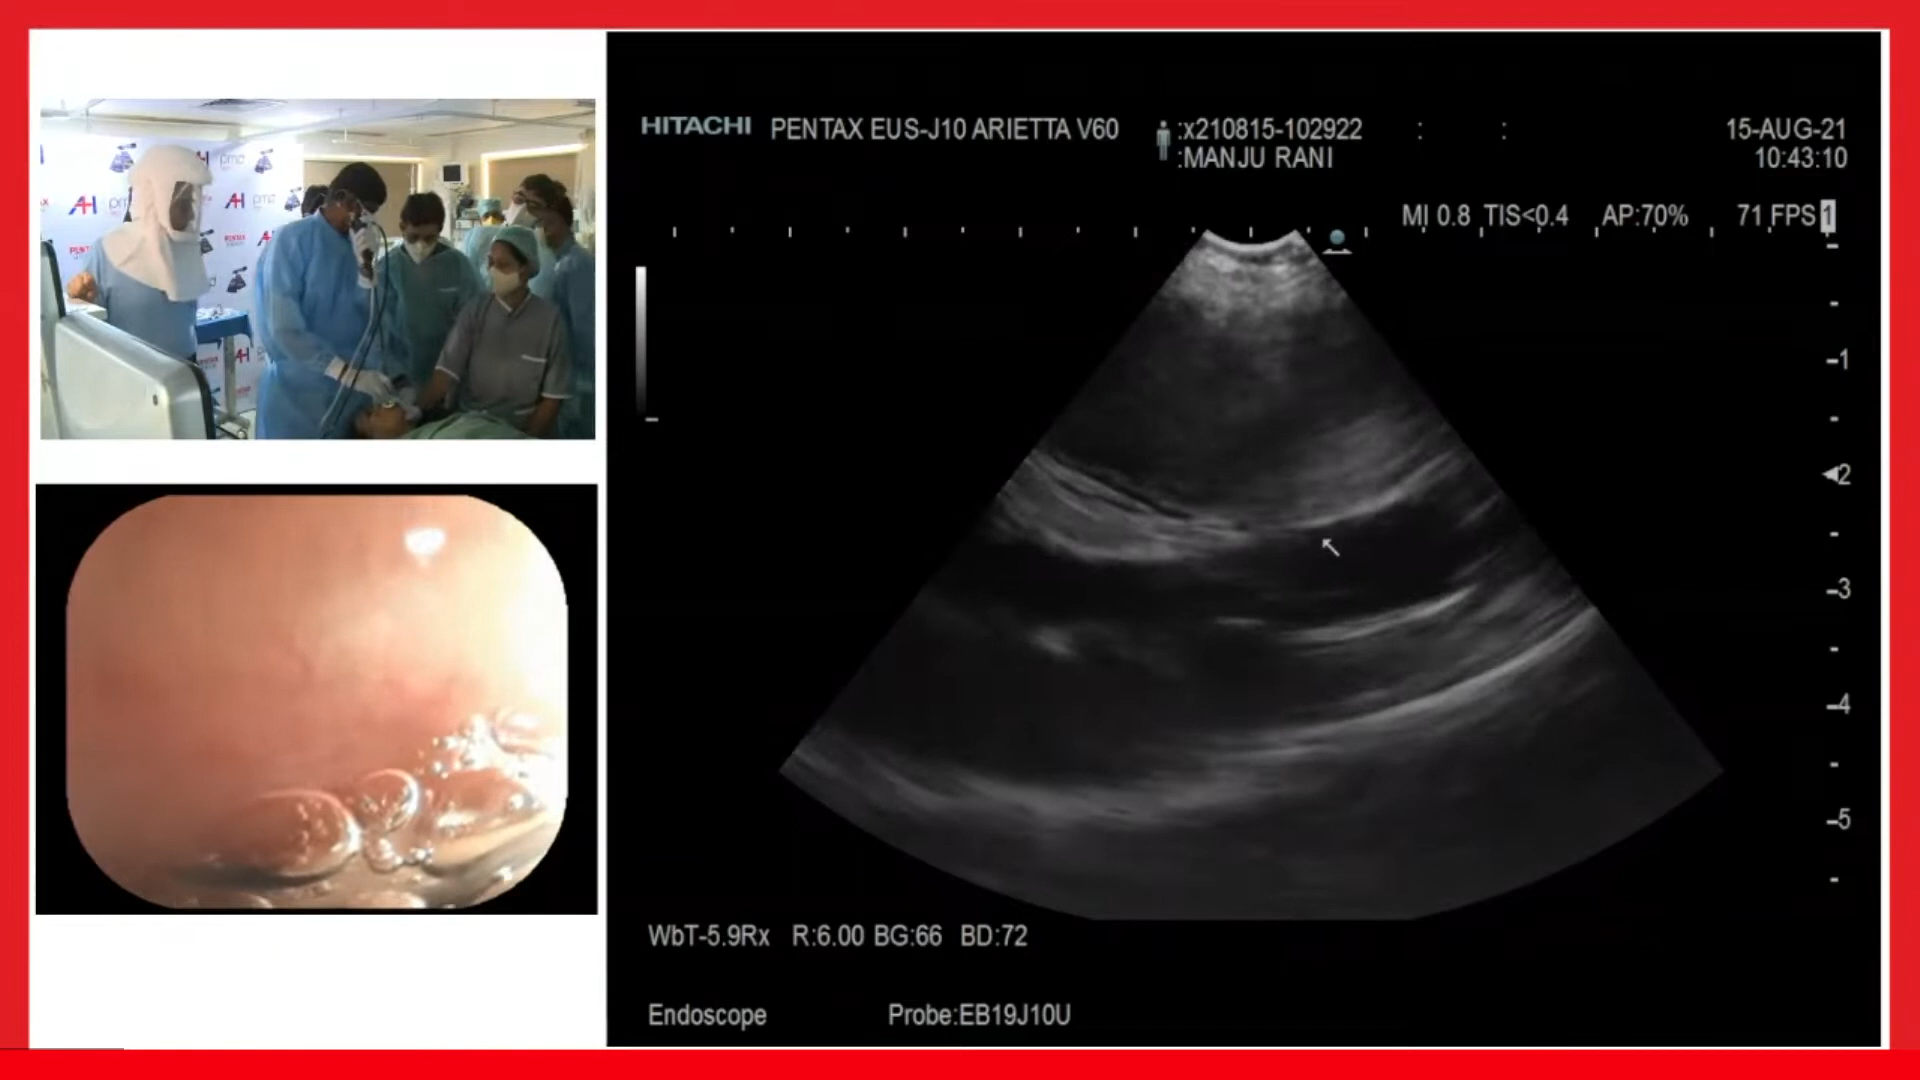 HITACHI PENTAX EUS-J10 ARIETTA V60 :x210815-102922 : : 15-AUG-21
:MANJU RANI 10:43:10
MI 0.8 TIS<0.4 AP:70% 71 FPS 1
1
2
3
4
5
WbT-5.9Rx R:6.00 BG:66 BD:72
Endoscope Probe:EB19J10U
AH
AH